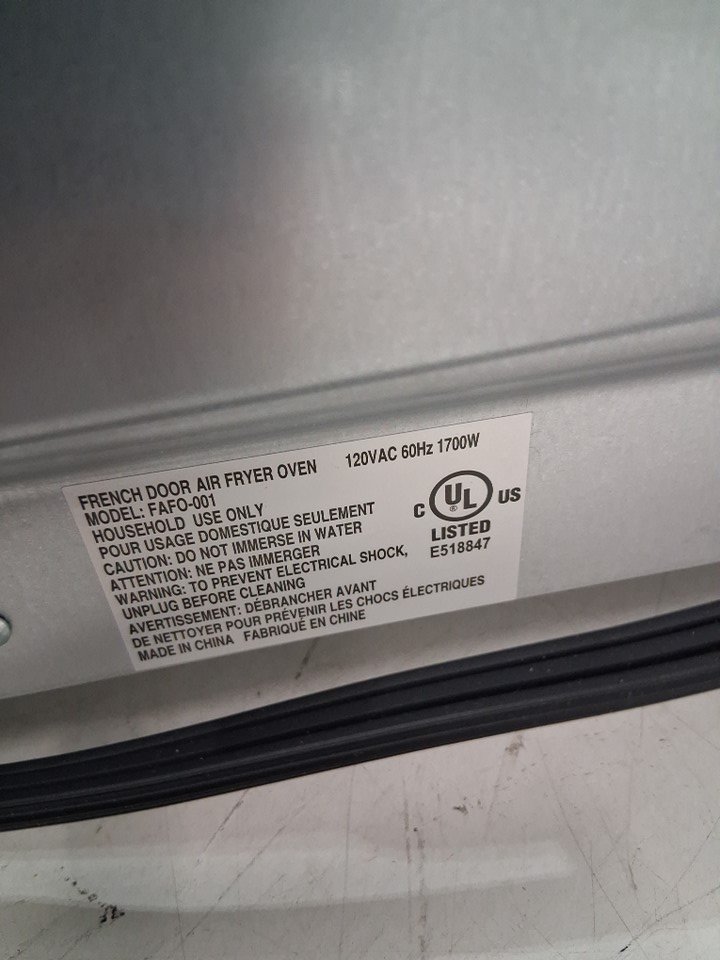 FRENCH DOOR AIR FRYER OVEN 120VAC 60Hz 1700W
MODEL: FAFO-001
HOUSEHOLD USE ONLY
POUR USAGE DOMESTIQUE SEULEMENT
CAUTION: DO NOT IMMERSE IN WATER
ATTENTION: NE PAS IMMERGER
WARNING: TO PREVENT ELECTRICAL SHOCK,
UNPLUG BEFORE CLEANING
AVERTISSEMENT: DÉBRANCHER AVANT
DE NETTOYER POUR PRÉVENIR LES CHOCS ÉLECTRIQUES
MADE IN CHINA FABRIQUÉ EN CHINE
C UL US
LISTED
E518847